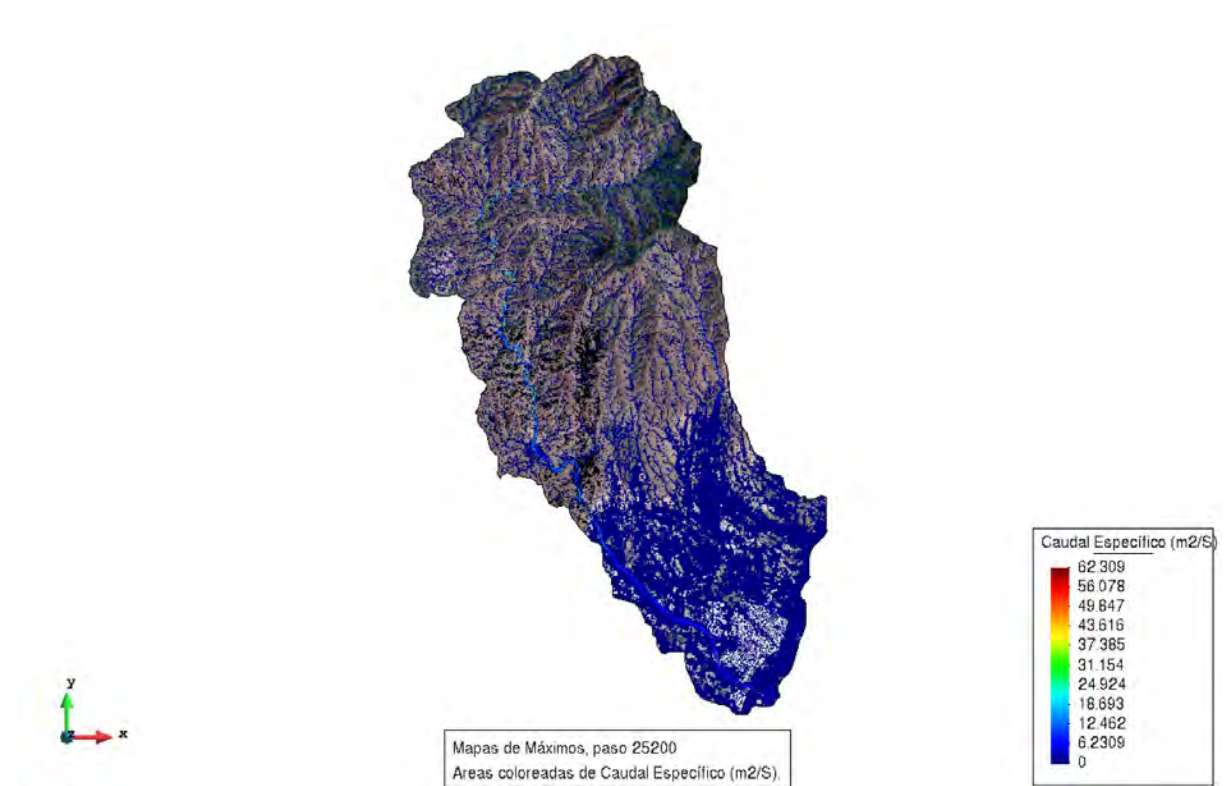 Caudal Específico (m2/S)
62.309
56.078
49.847
43.616
37.385
31.154
24.924
18.693
12.462
6.2309
0
y
z x
Mapas de Máximos, paso 25200
Areas coloreadas de Caudal Específico (m2/S).